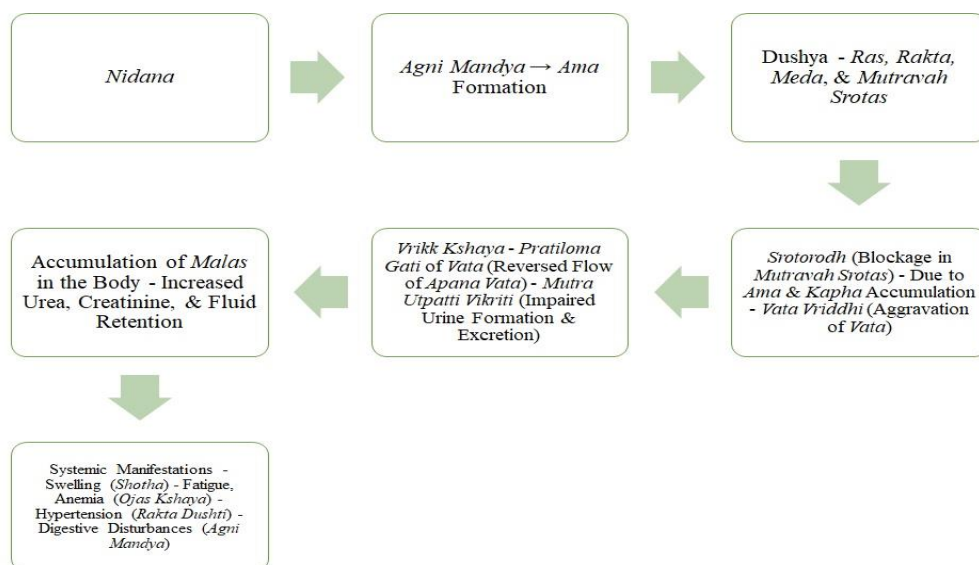 Nidana
Agni Mandya → Ama
Formation
Dushya - Ras, Rakta,
Meda, & Mutravah
Srotas
Srotorodh (Blockage in
Mutravah Srotas) - Due to
Ama & Kapha Accumulation
- Vata Vriddhi (Aggravation
of Vata)
Vrikk Kshaya - Pratiloma
Gati of Vata (Reversed Flow
of Apana Vata) - Mutra
Utpatti Vikriti (Impaired
Urine Formation &
Excretion)
Accumulation of Malas
in the Body - Increased
Urea, Creatinine, & Fluid
Retention
Systemic Manifestations -
Swelling (Shotha) - Fatigue,
Anemia (Ojas Kshaya) -
Hypertension (Rakta Dushti) -
Digestive Disturbances (Agni
Mandya)